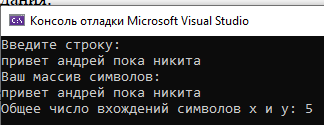 дания.
Консоль отладки Microsoft Visual Studio
Введите строку:
привет андрей пока никита
Ваш массив символов:
привет андрей пока никита
Общее число вхождений символов x и y: 5